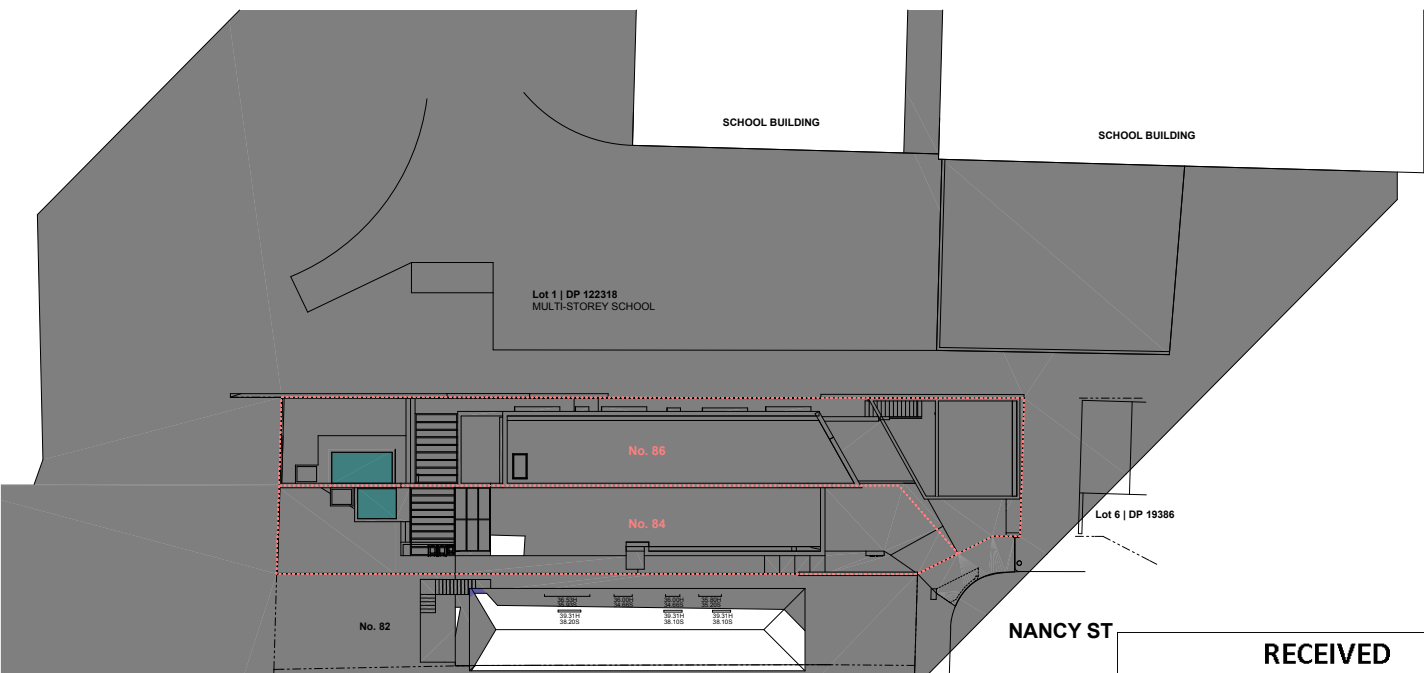 SCHOOL BUILDING
SCHOOL BUILDING
Lot 1 | DP 122318
MULTI-STOREY SCHOOL
No. 86
No. 84
Lot 6 | DP 19386
No. 82
39.31H
38.20S
39.31H
38.10S
39.31H
38.10S
NANCY ST
RECEIVED